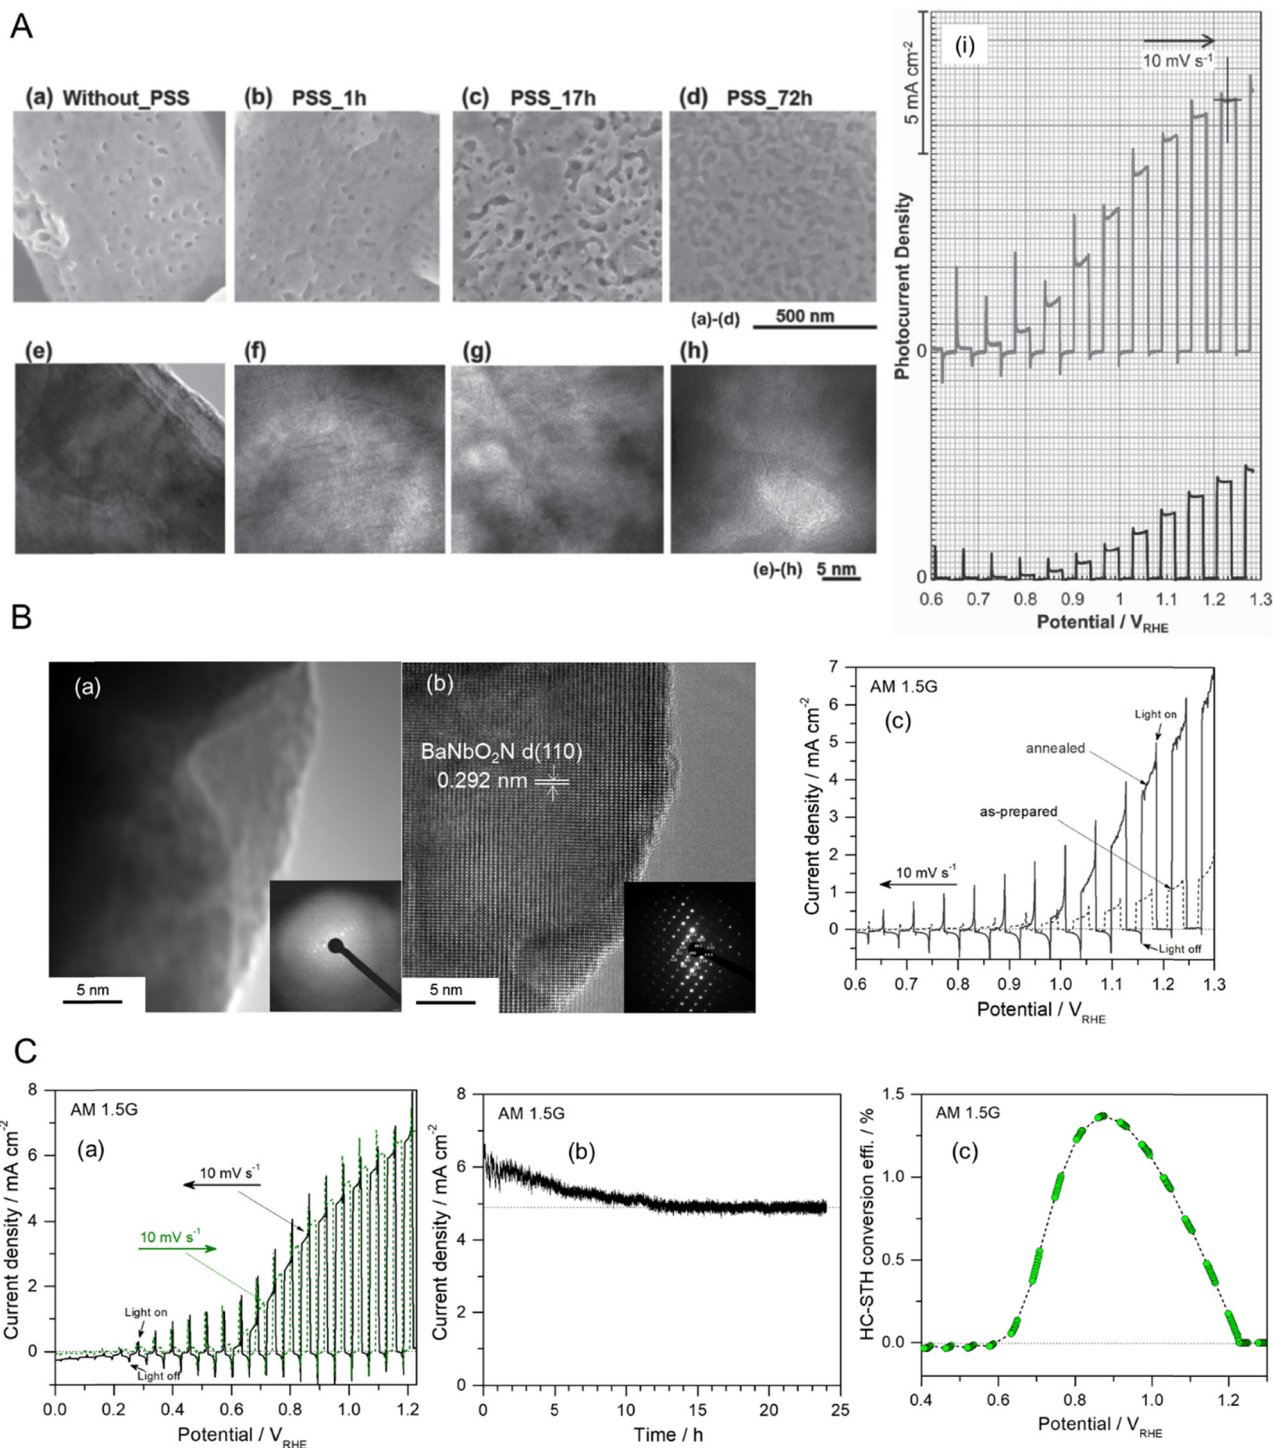 A
(a) Without_PSS
(b) PSS_1h
(c) PSS_17h
(d) PSS_72h
(a)-(d) 500 nm
(e)
(f)
(g)
(h)
(e)-(h) 5 nm
(i)
10 mV s⁻¹
5 mA cm⁻²
Photocurrent Density
0
0
0.6 0.7 0.8 0.9 1 1.1 1.2 1.3
Potential / V_RHE
B
(a)
5 nm
(b)
BaNbO₂N d(110)
0.292 nm
5 nm
AM 1.5G
(c)
Light on
annealed
as-prepared
10 mV s⁻¹
Light off
Current density / mA cm⁻²
7
6
5
4
3
2
1
0
0.6 0.7 0.8 0.9 1.0 1.1 1.2 1.3
Potential / V_RHE
C
AM 1.5G
(a)
10 mV s⁻¹
10 mV s⁻¹
Light on
Light off
Current density / mA cm⁻²
8
6
4
2
0
0.0 0.2 0.4 0.6 0.8 1.0 1.2
Potential / V_RHE
AM 1.5G
(b)
Current density / mA cm⁻²
8
6
4
2
0
0 5 10 15 20 25
Time / h
AM 1.5G
(c)
HC-STH conversion effi. / %
1.5
1.0
0.5
0.0
0.4 0.6 0.8 1.0 1.2
Potential / V_RHE